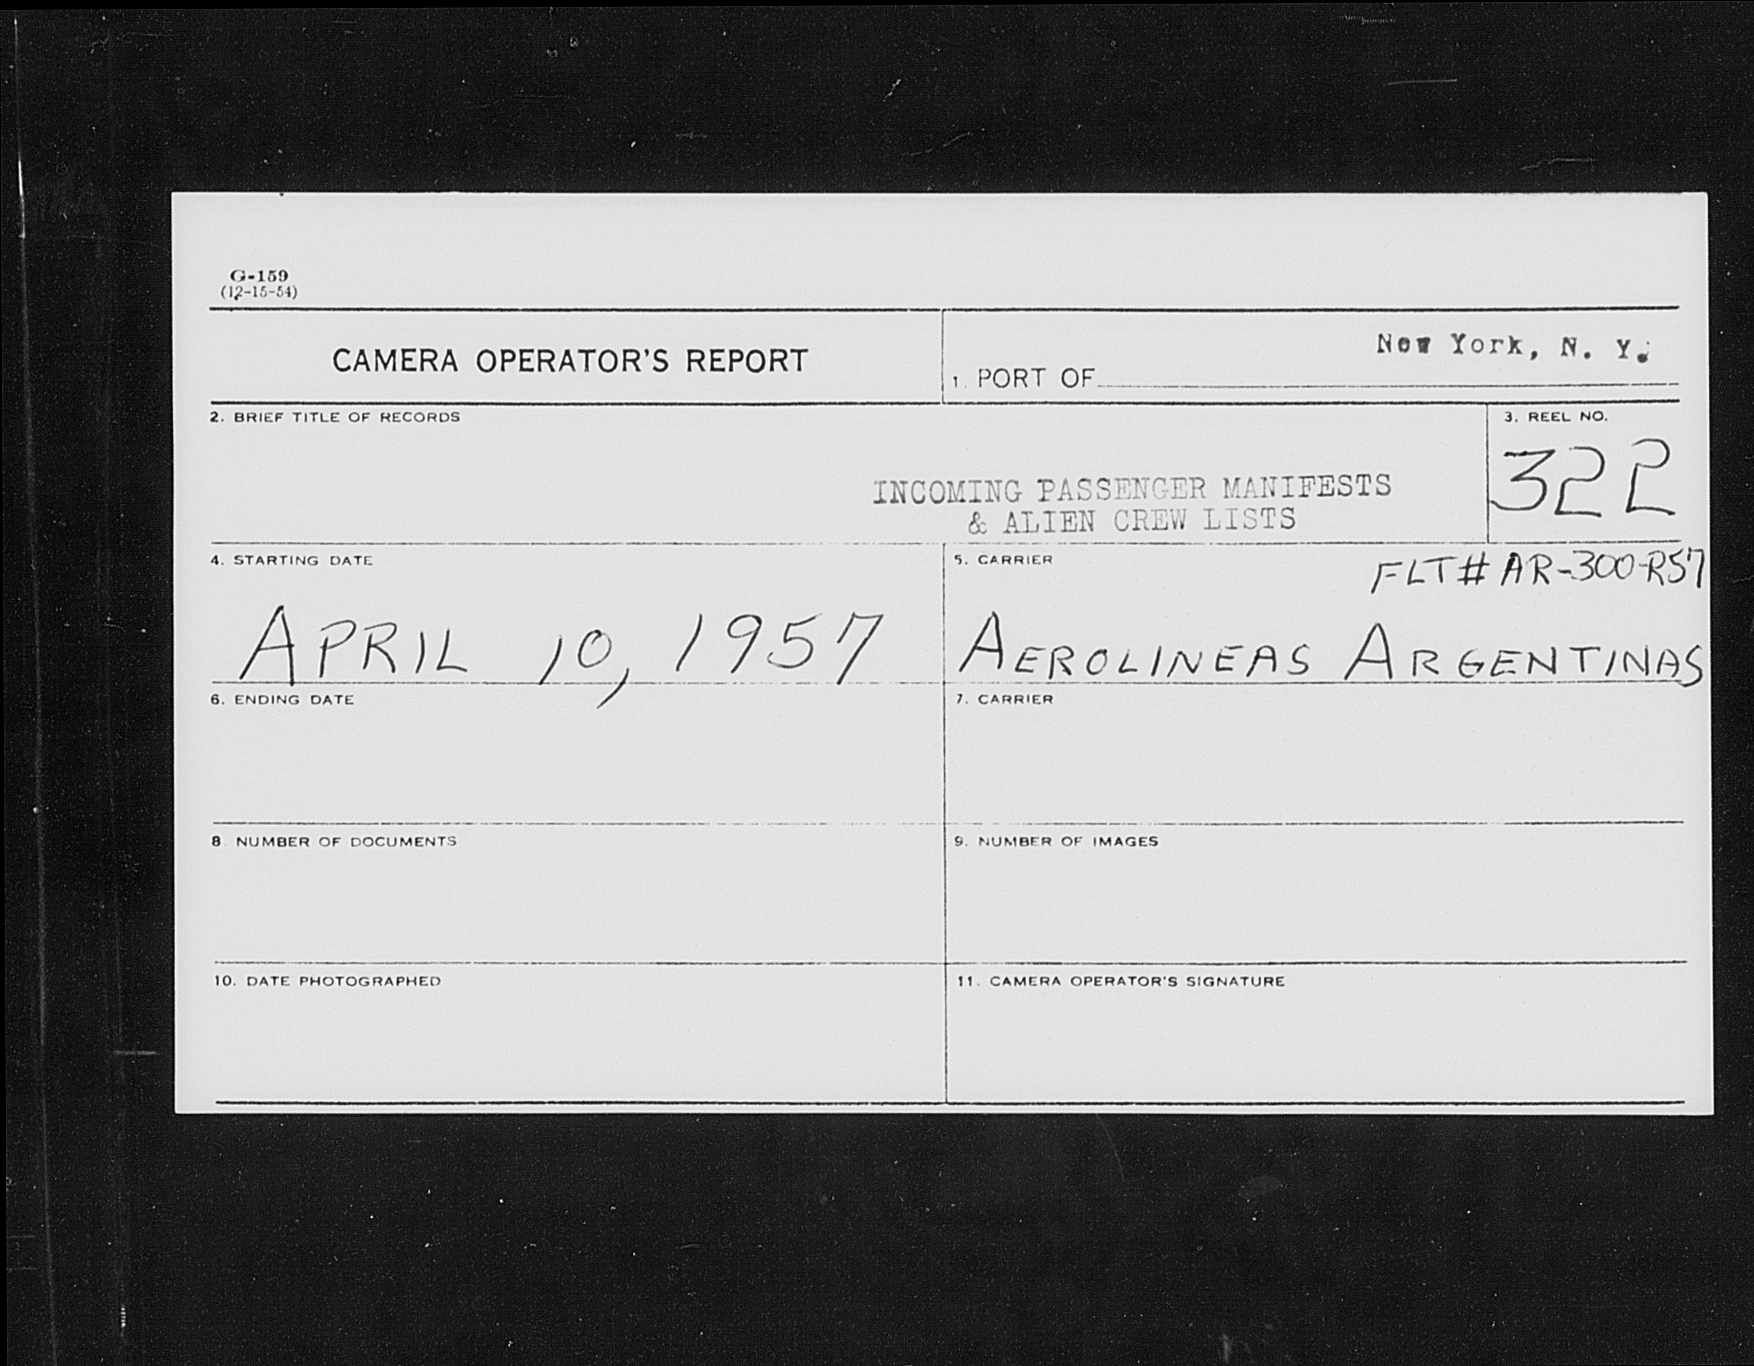 G-159
(12-15-54)
CAMERA OPERATOR'S REPORT
1. PORT OF New York, N. Y.
2. BRIEF TITLE OF RECORDS
INCOMING PASSENGER MANIFESTS
& ALIEN CREW LISTS
3. REEL NO.
322
4. STARTING DATE
APRIL 10, 1957
5. CARRIER
FLT# AR-300-R57
AEROLINEAS ARGENTINAS
6. ENDING DATE
7. CARRIER
8 NUMBER OF DOCUMENTS
9. NUMBER OF IMAGES
10. DATE PHOTOGRAPHED
11. CAMERA OPERATOR'S SIGNATURE